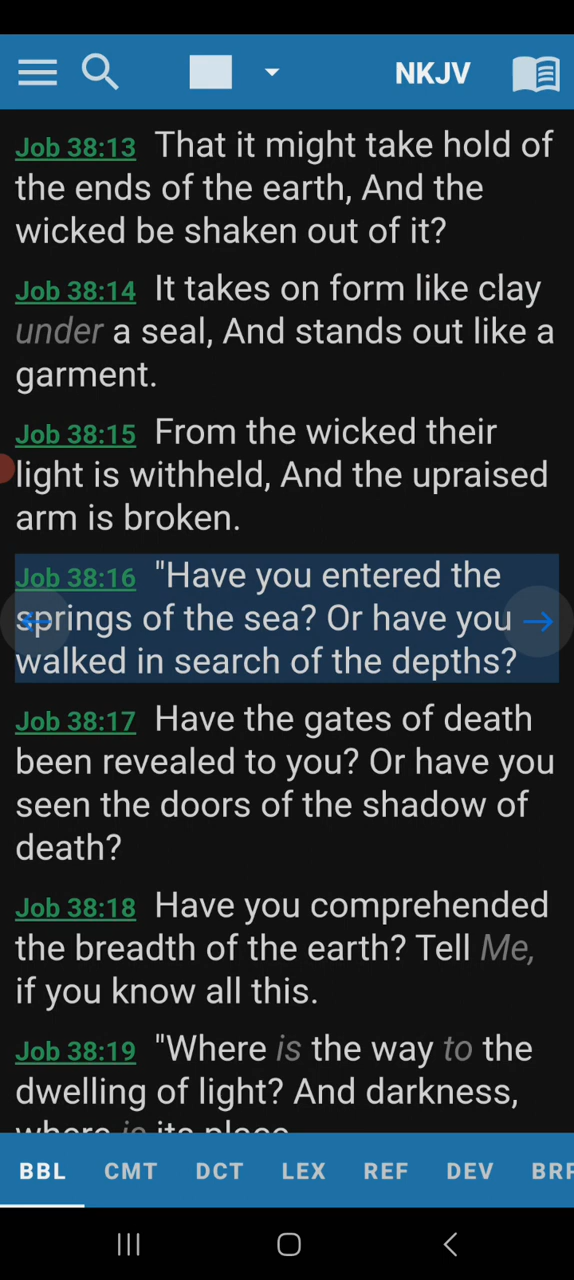 NKJV
Job 38:13 That it might take hold of
the ends of the earth, And the
wicked be shaken out of it?
Job 38:14 It takes on form like clay
under a seal, And stands out like a
garment.
Job 38:15 From the wicked their
light is withheld, And the upraised
arm is broken.
Job 38:16 "Have you entered the
springs of the sea? Or have you
walked in search of the depths?
Job 38:17 Have the gates of death
been revealed to you? Or have you
seen the doors of the shadow of
death?
Job 38:18 Have you comprehended
the breadth of the earth? Tell Me,
if you know all this.
Job 38:19 "Where is the way to the
dwelling of light? And darkness,
where is its place
BBL CMT DCT LEX REF DEV